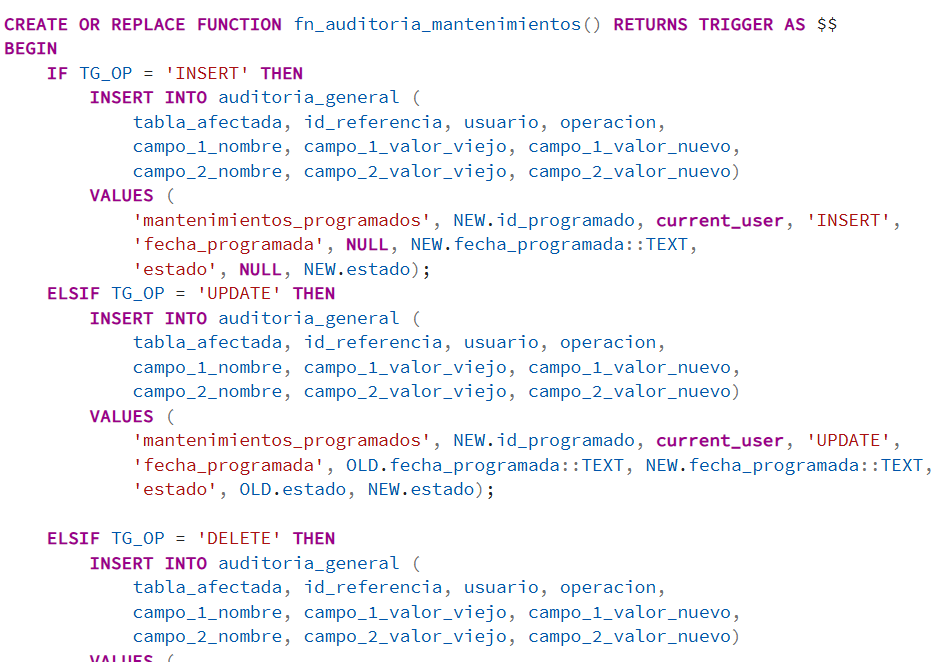 CREATE OR REPLACE FUNCTION fn_auditoria_mantenimientos() RETURNS TRIGGER AS $$
BEGIN
    IF TG_OP = 'INSERT' THEN
        INSERT INTO auditoria_general (
            tabla_afectada, id_referencia, usuario, operacion,
            campo_1_nombre, campo_1_valor_viejo, campo_1_valor_nuevo,
            campo_2_nombre, campo_2_valor_viejo, campo_2_valor_nuevo)
        VALUES (
            'mantenimientos_programados', NEW.id_programado, current_user, 'INSERT',
            'fecha_programada', NULL, NEW.fecha_programada::TEXT,
            'estado', NULL, NEW.estado);
    ELSIF TG_OP = 'UPDATE' THEN
        INSERT INTO auditoria_general (
            tabla_afectada, id_referencia, usuario, operacion,
            campo_1_nombre, campo_1_valor_viejo, campo_1_valor_nuevo,
            campo_2_nombre, campo_2_valor_viejo, campo_2_valor_nuevo)
        VALUES (
            'mantenimientos_programados', NEW.id_programado, current_user, 'UPDATE',
            'fecha_programada', OLD.fecha_programada::TEXT, NEW.fecha_programada::TEXT,
            'estado', OLD.estado, NEW.estado);
    ELSIF TG_OP = 'DELETE' THEN
        INSERT INTO auditoria_general (
            tabla_afectada, id_referencia, usuario, operacion,
            campo_1_nombre, campo_1_valor_viejo, campo_1_valor_nuevo,
            campo_2_nombre, campo_2_valor_viejo, campo_2_valor_nuevo)
        VALUES (